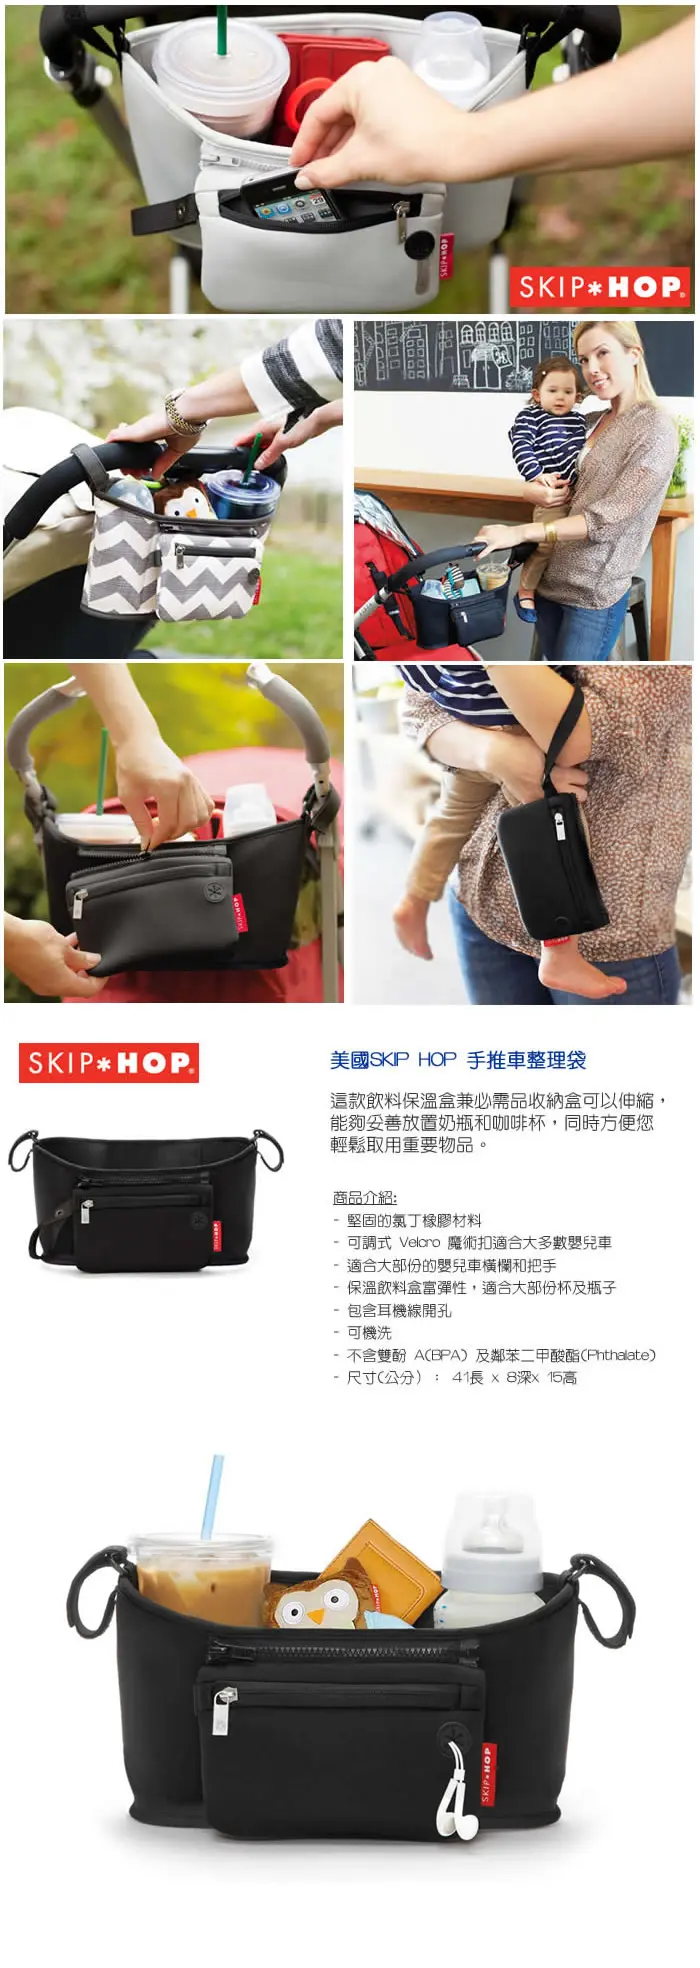 SKIP*HOP
SKIP*HOP®
SKIP*HOP
SKIP*HOP® 美國SKIP HOP 手推車整理袋
這款飲料保溫盒兼必需品收納盒可以伸縮，
能夠妥善放置奶瓶和咖啡杯，同時方便您
輕鬆取用重要物品。
商品介紹:
- 堅固的氯丁橡膠材料
- 可調式 Velcro 魔術扣適合大多數嬰兒車
- 適合大部份的嬰兒車橫欄和把手
- 保溫飲料盒富彈性，適合大部份杯及瓶子
- 包含耳機線開孔
- 可機洗
- 不含雙酚 A(BPA) 及鄰苯二甲酸酯(Phthalate)
- 尺寸(公分) : 41長 x 8深x 15高
SKIP*HOP